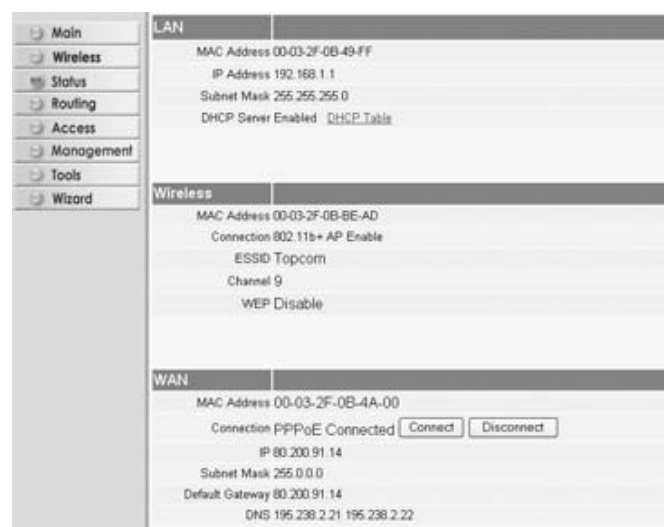 Main
Wireless
Status
Routing
Access
Management
Tools
Wizard
LAN
MAC Address 00-03-2F-0B-49-FF
IP Address 192.168.1.1
Subnet Mask 255.255.255.0
DHCP Server Enabled DHCP Table
Wireless
MAC Address 00-03-2F-0B-BE-AD
Connection 802.11b+ AP Enable
ESSID Topcom
Channel 9
WEP Disable
WAN
MAC Address 00-03-2F-0B-4A-00
Connection PPPoE Connected Connect Disconnect
IP 80.200.91.14
Subnet Mask 255.0.0.0
Default Gateway 80.200.91.14
DNS 195.238.2.21 195.238.2.22